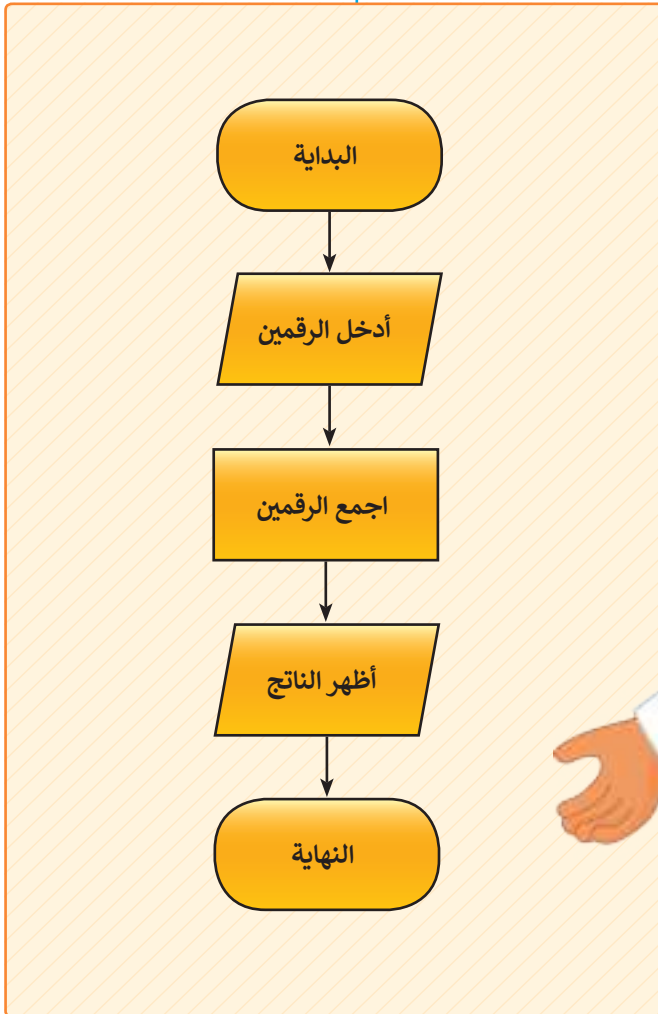 البداية
أدخل الرقمين
اجمع الرقمين
أظهر الناتج
النهاية